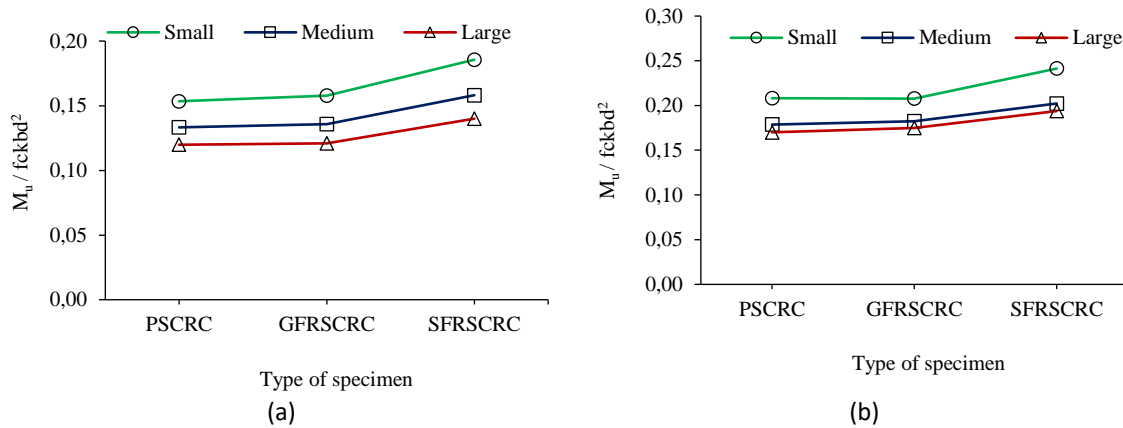 Small Medium Large
0,20
0,15
0,10
0,05
0,00
M_u / fckbd²
PSCRC GFRSCRC SFRSCRC
Type of specimen
(a)
0,30
Small Medium Large
0,25
0,20
0,15
0,10
0,05
0,00
M_u / fckbd²
PSCRC GFRSCRC SFRSCRC
Type of specimen
(b)